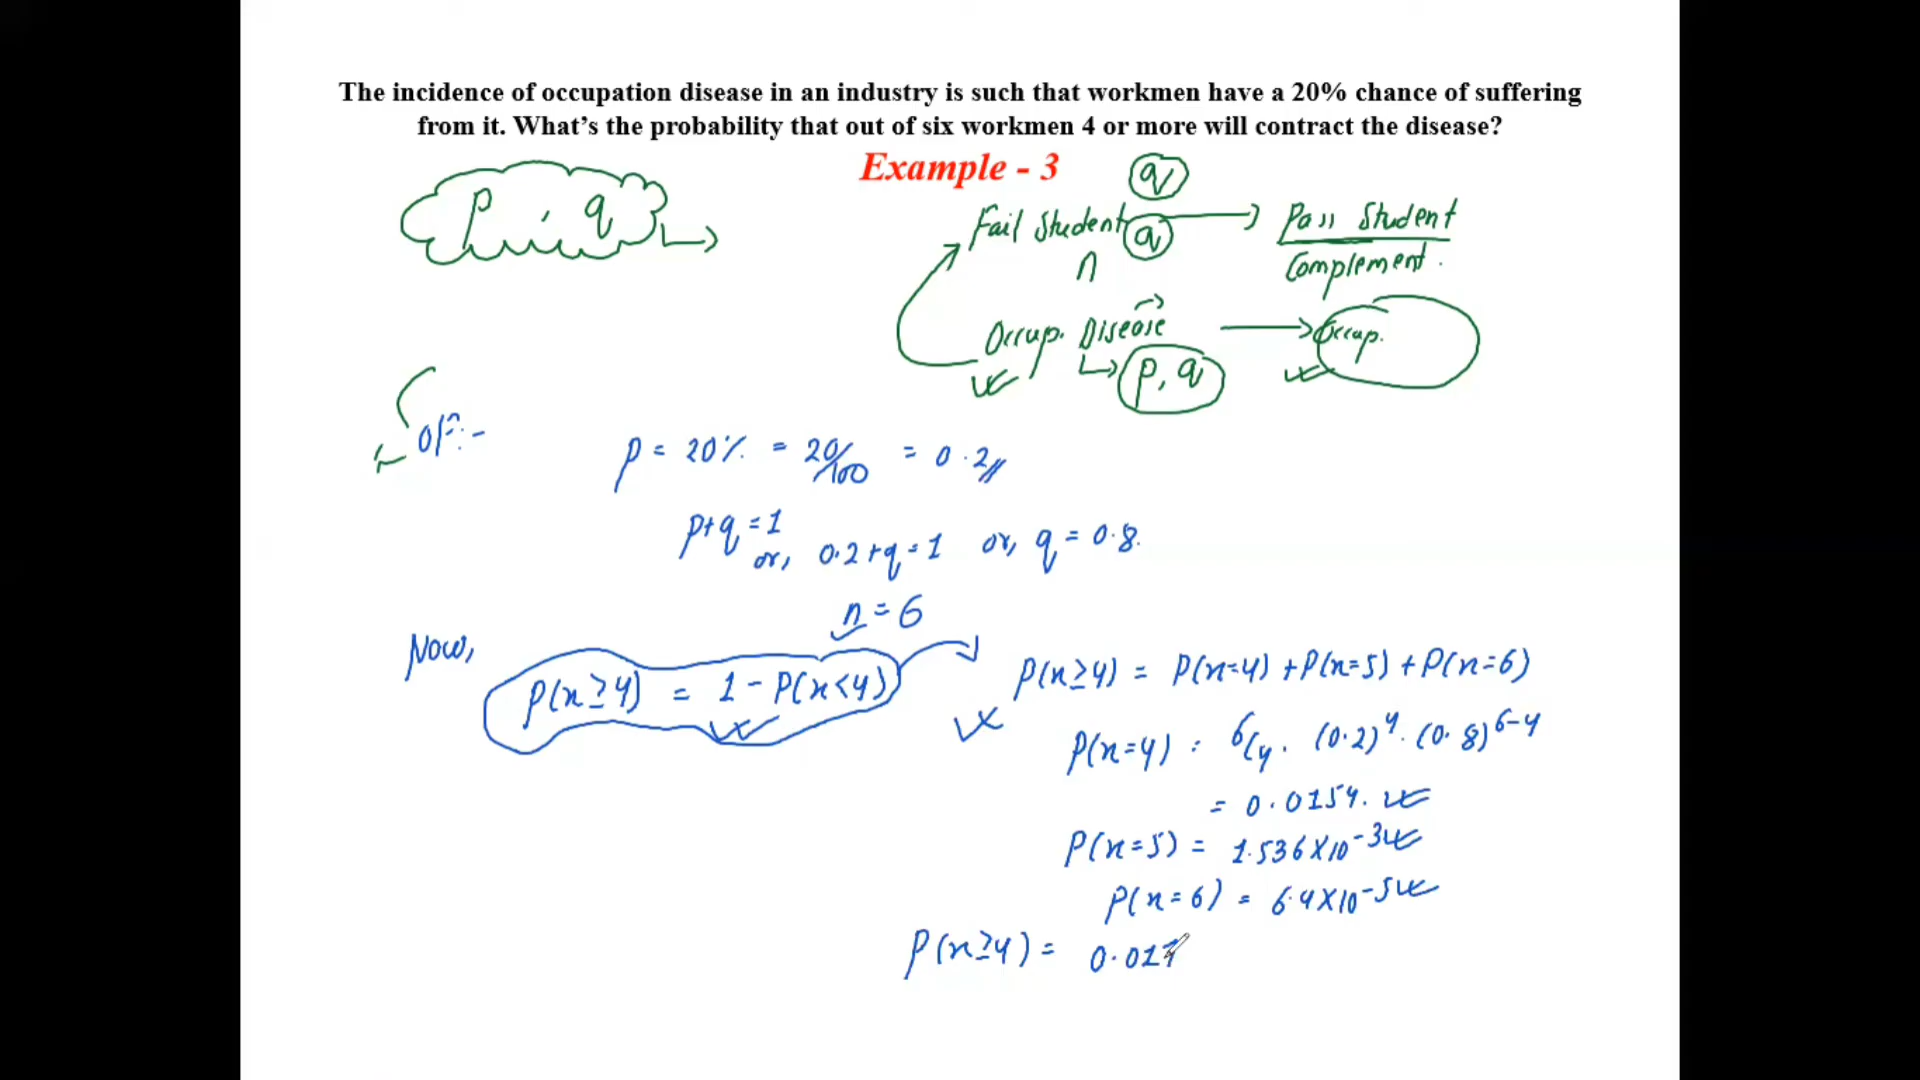 The incidence of occupation disease in an industry is such that workmen have a 20% chance of suffering
from it. What’s the probability that out of six workmen 4 or more will contract the disease?
Example - 3
q
p , q
Fail Student q → Pass Student
n
Complement.
Occup. Disease → Occup.
p, q
p = 20% = 20/100 = 0.2
p+q = 1
or, 0.2+q = 1 or, q = 0.8.
n = 6
Now,
P(x≥4) = 1 - P(x<4)
P(x≥4) = P(x=4) + P(x=5) + P(x=6)
P(x=4) = ⁶C₄. (0.2)⁴. (0.8)⁶⁻⁴
= 0.0154.
P(x=5) = 1.536×10⁻³
P(x=6) = 6.4×10⁻⁵
P(x≥4) = 0.017